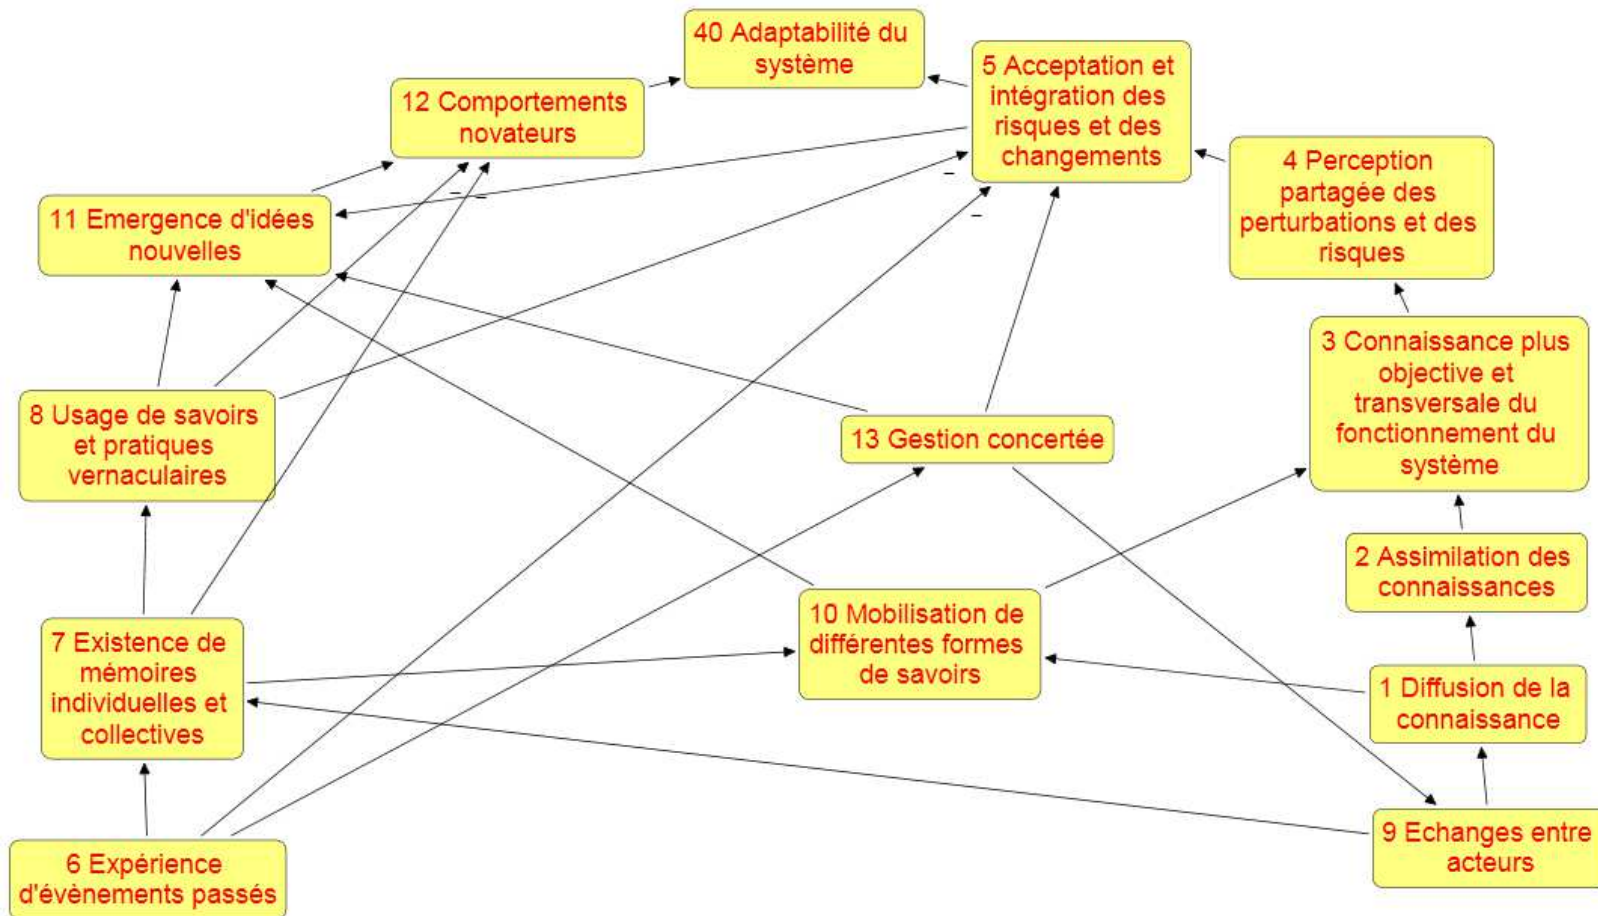 40 Adaptabilité du
système
5 Acceptation et
intégration des
risques et des
changements
12 Comportements
novateurs
4 Perception
partagée des
perturbations et des
risques
–
–
–
–
11 Emergence d'idées
nouvelles
3 Connaissance plus
objective et
transversale du
fonctionnement du
système
8 Usage de savoirs
et pratiques
vernaculaires
13 Gestion concertée
2 Assimilation des
connaissances
10 Mobilisation de
différentes formes
de savoirs
7 Existence de
mémoires
individuelles et
collectives
1 Diffusion de la
connaissance
9 Echanges entre
acteurs
6 Expérience
d'évènements passés